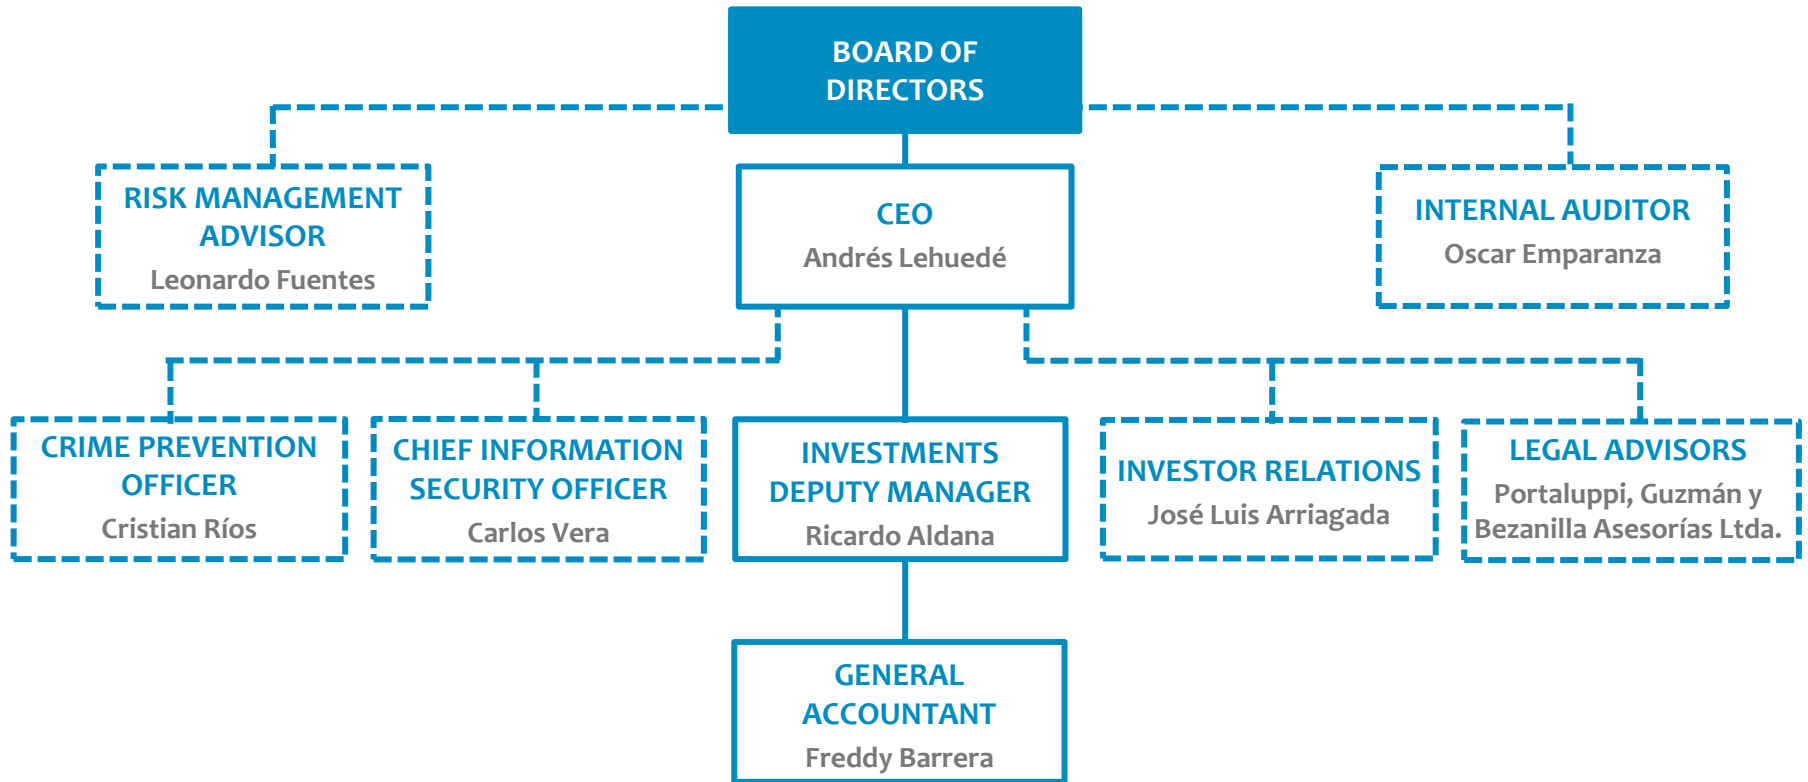 BOARD OF
DIRECTORS
RISK MANAGEMENT
ADVISOR
Leonardo Fuentes
CEO
Andrés Lehuedé
INTERNAL AUDITOR
Oscar Emparanza
CRIME PREVENTION
OFFICER
Cristian Ríos
CHIEF INFORMATION
SECURITY OFFICER
Carlos Vera
INVESTMENTS
DEPUTY MANAGER
Ricardo Aldana
INVESTOR RELATIONS
José Luis Arriagada
LEGAL ADVISORS
Portaluppi, Guzmán y
Bezanilla Asesorías Ltda.
GENERAL
ACCOUNTANT
Freddy Barrera